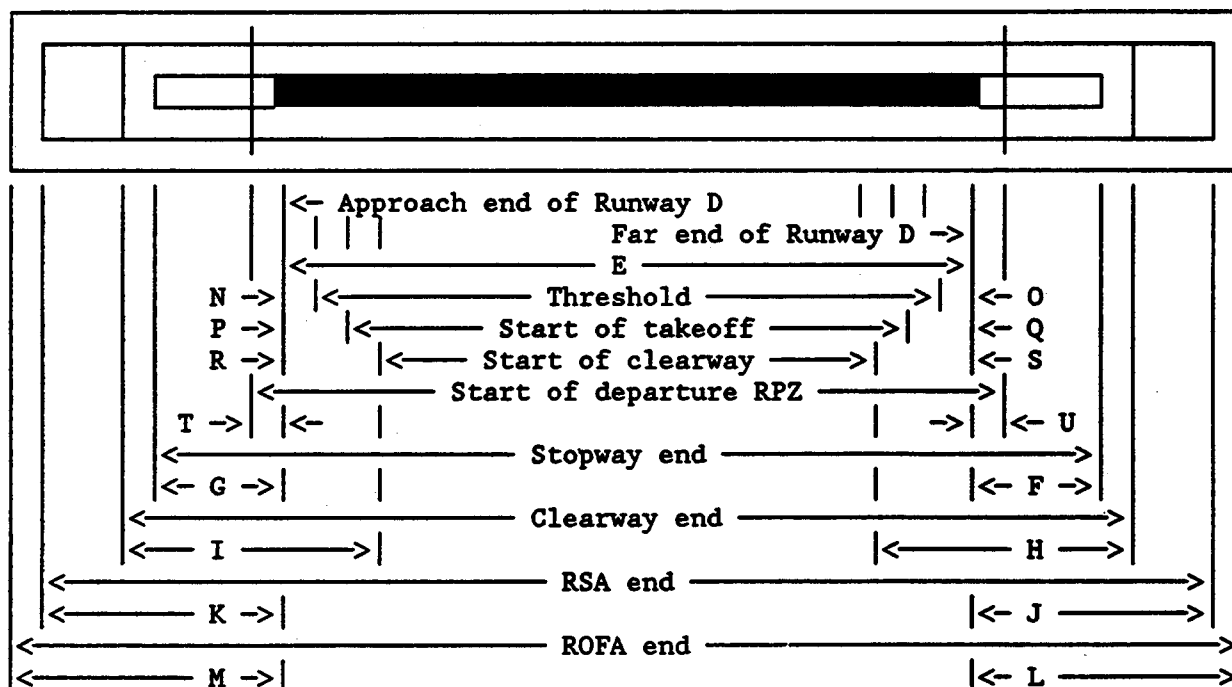 Approach end of Runway D
Far end of Runway D
E
N Threshold O
P Start of takeoff Q
R Start of clearway S
Start of departure RPZ
T U
Stopway end
G F
Clearway end
I H
RSA end
K J
ROFA end
M L